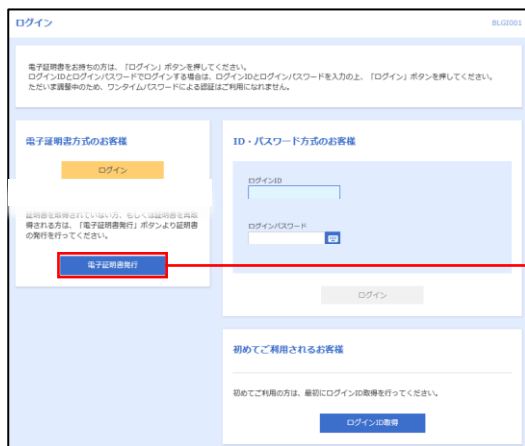 ログイン
BLGI001
電子証明書をお持ちの方は、「ログイン」ボタンを押してください。
ログインIDとログインパスワードでログインする場合は、ログインIDとログインパスワードを入力の上、「ログイン」ボタンを押してください。
ただいま調整中のため、ワンタイムパスワードによる認証はご利用になれません。
電子証明書方式のお客様
ログイン
証明書を取得されていない方、もしくは証明書を再取
得される方は、「電子証明書発行」ボタンより証明書
の発行を行ってください。
電子証明書発行
ID・パスワード方式のお客様
ログインID
ログインパスワード
ログイン
初めてご利用されるお客様
初めてご利用の方は、最初にログインID取得を行ってください。
ログインID取得